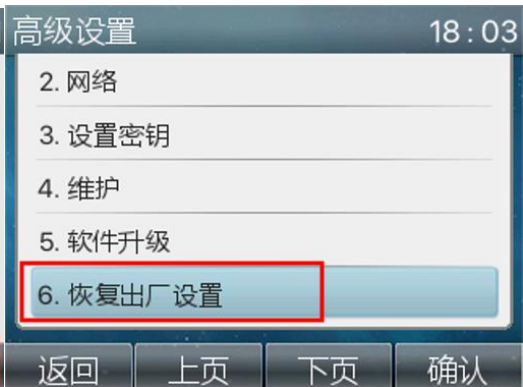 高级设置 18:03
2. 网络
3. 设置密钥
4. 维护
5. 软件升级
6. 恢复出厂设置
返回 上页 下页 确认